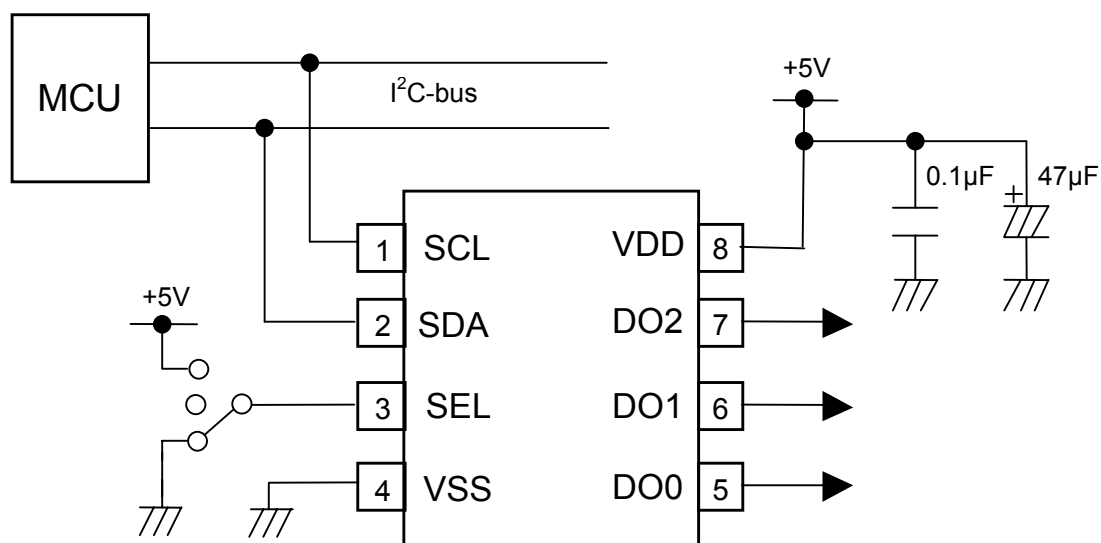 MCU
I²C-bus
+5V
0.1µF
+
47µF
1 SCL
VDD 8
+5V
2 SDA
DO2 7
3 SEL
DO1 6
4 VSS
DO0 5